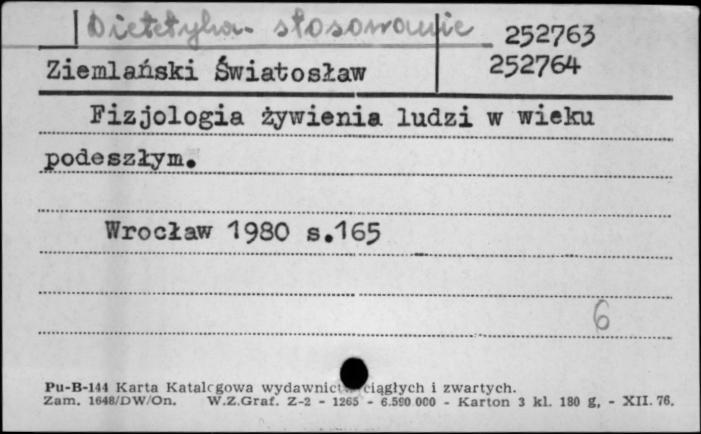 Dietetyka - stosowanie
252763
Ziemlański Światosław 252764
Fizjologia żywienia ludzi w wieku
podeszłym.
Wrocław 1980 s.165
6
Pu-B-144 Karta Katalogowa wydawnictw ciągłych i zwartych.
Zam. 1648/DW/On. W.Z.Graf. Z-2 - 1265 - 6.590 000 - Karton 3 kl. 180 g, - XII. 76.